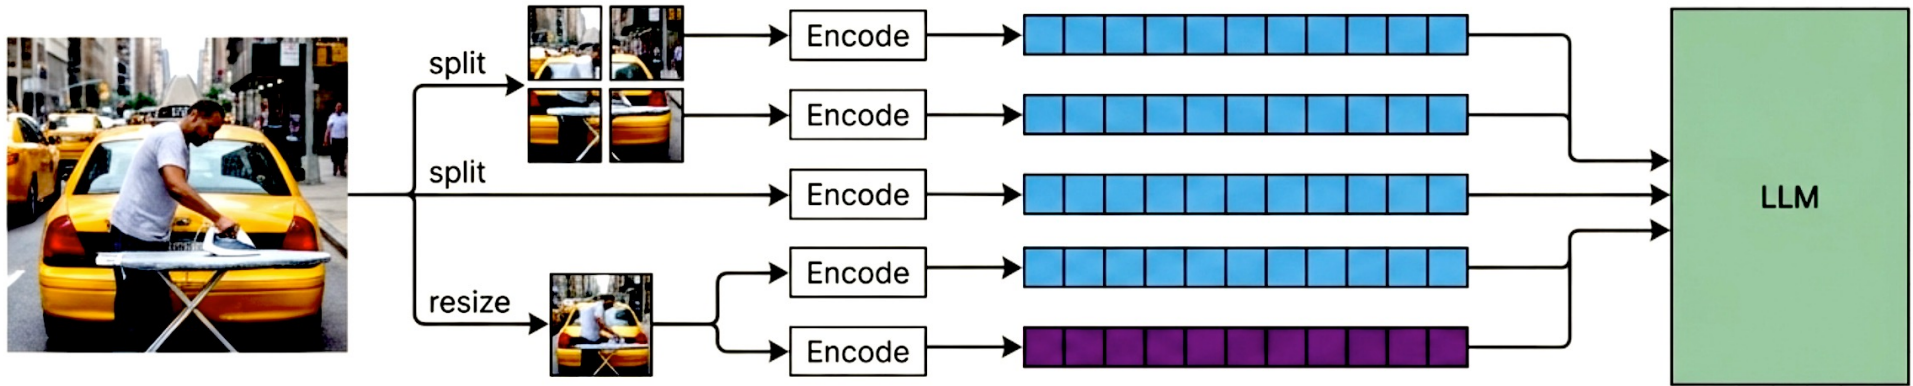 split
split
resize
Encode
Encode
Encode
Encode
Encode
LLM